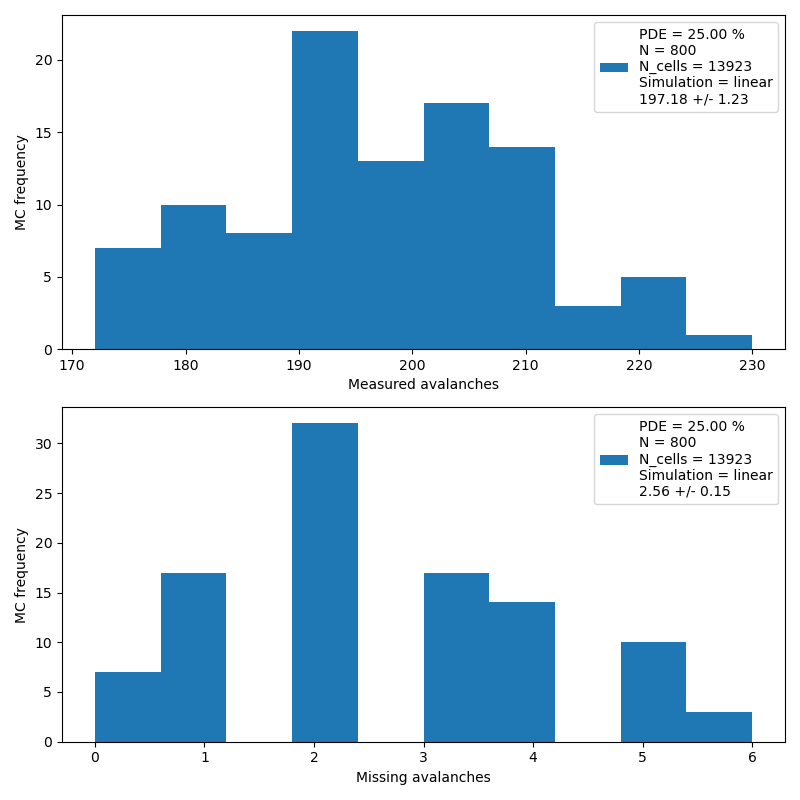 20
15
10
5
0
MC frequency
PDE = 25.00 %
N = 800
N_cells = 13923
Simulation = linear
197.18 +/- 1.23
170 180 190 200 210 220 230
Measured avalanches
30
25
20
15
10
5
0
MC frequency
PDE = 25.00 %
N = 800
N_cells = 13923
Simulation = linear
2.56 +/- 0.15
0 1 2 3 4 5 6
Missing avalanches